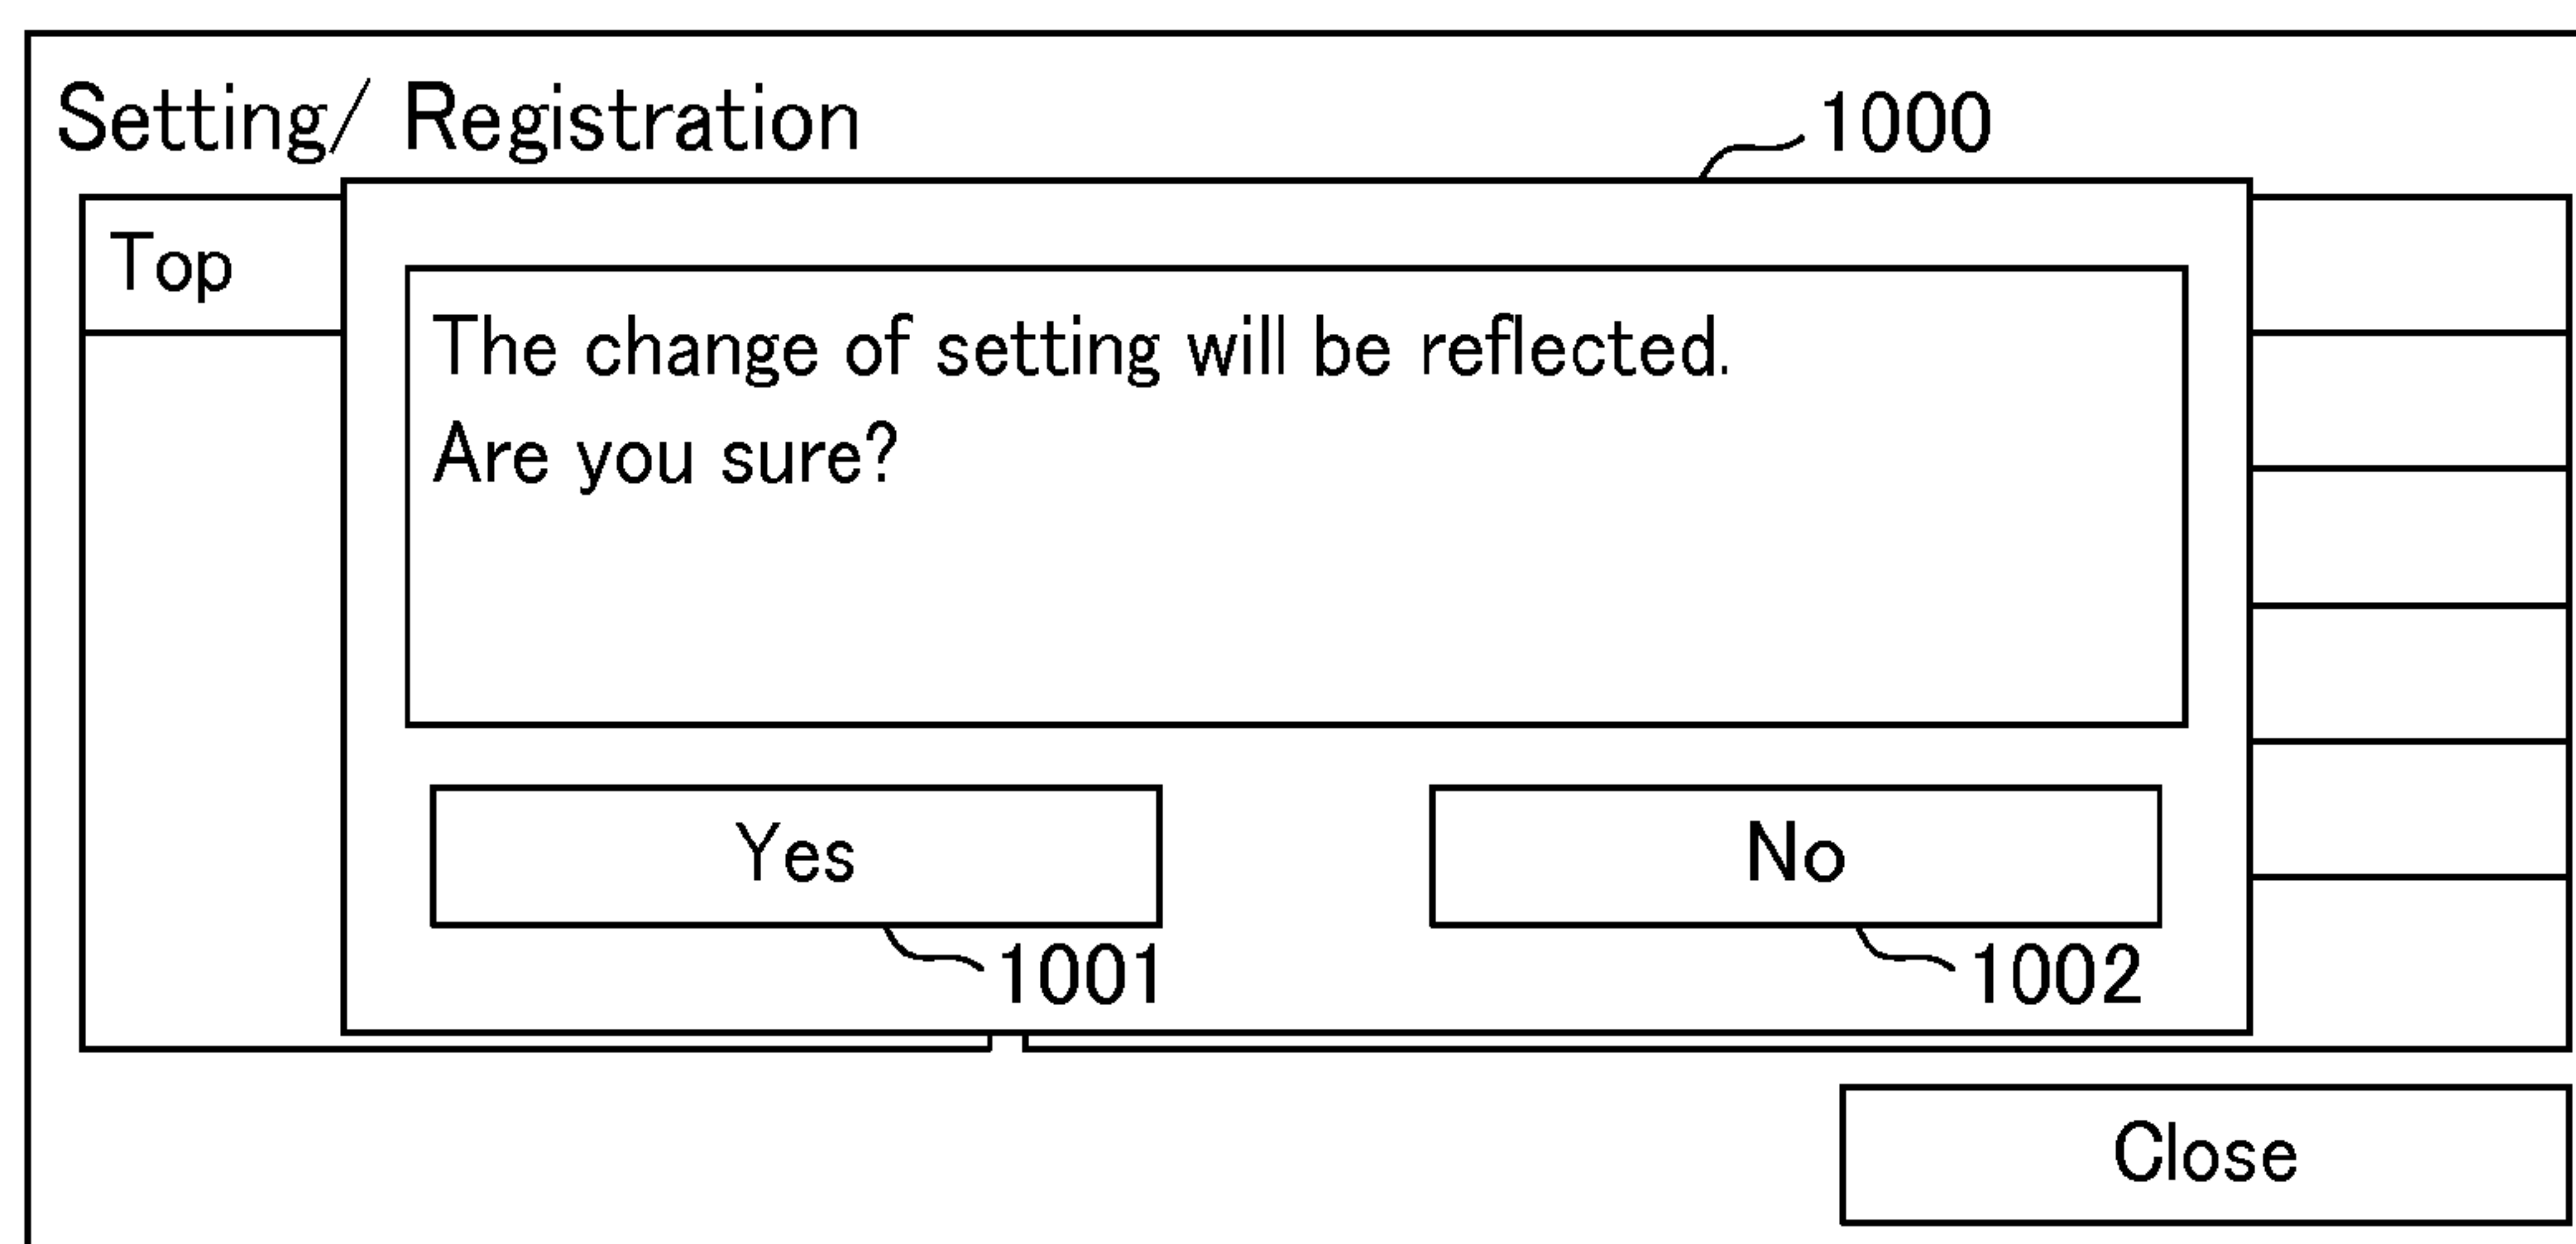 Setting/ Registration
1000
Top
The change of setting will be reflected.
Are you sure?
Yes
No
1001
1002
Close